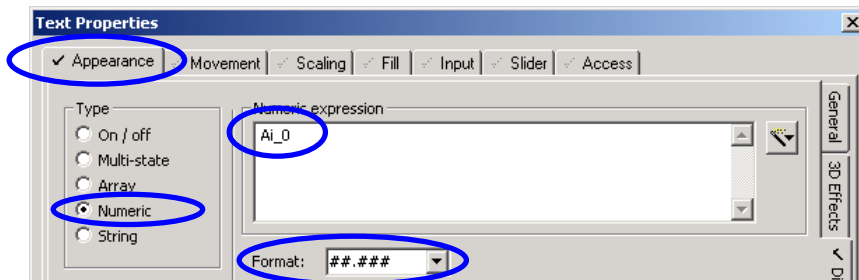 Text Properties
Appearance Movement Scaling Fill Input Slider Access
Type
On / off
Multi-state
Array
Numeric
String
Numeric expression
Ai_0
Format: ##.###
General
3D Effects